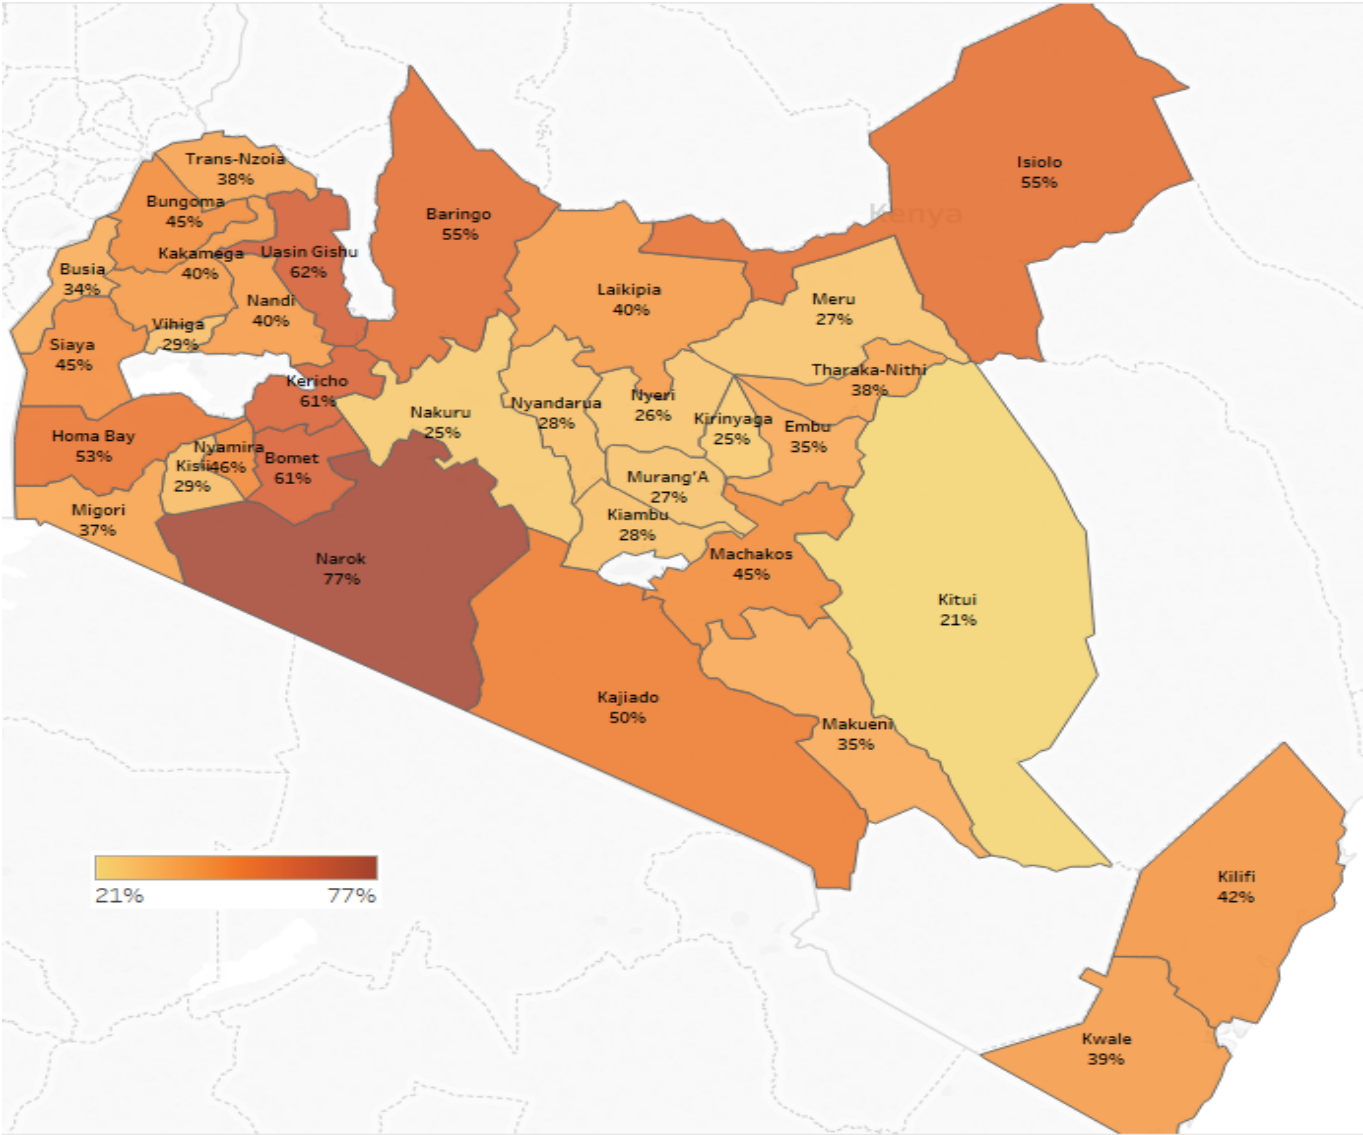 Isiolo
55%
Trans-Nzoia
38%
Bungoma
45%
Baringo
55%
Kenya
Kakamega
40%
Uasin Gishu
62%
Busia
34%
Laikipia
40%
Nandi
40%
Meru
27%
Vihiga
29%
Siaya
45%
Tharaka-Nithi
38%
Kericho
61%
Nyandarua
28%
Nyeri
26%
Nakuru
25%
Kirinyaga
25%
Embu
35%
Homa Bay
53%
Nyamira
46%
Kisii
29%
Bomet
61%
Murang'A
27%
Migori
37%
Kiambu
28%
Narok
77%
Machakos
45%
Kitui
21%
Kajiado
50%
Makueni
35%
21%
77%
Kilifi
42%
Kwale
39%